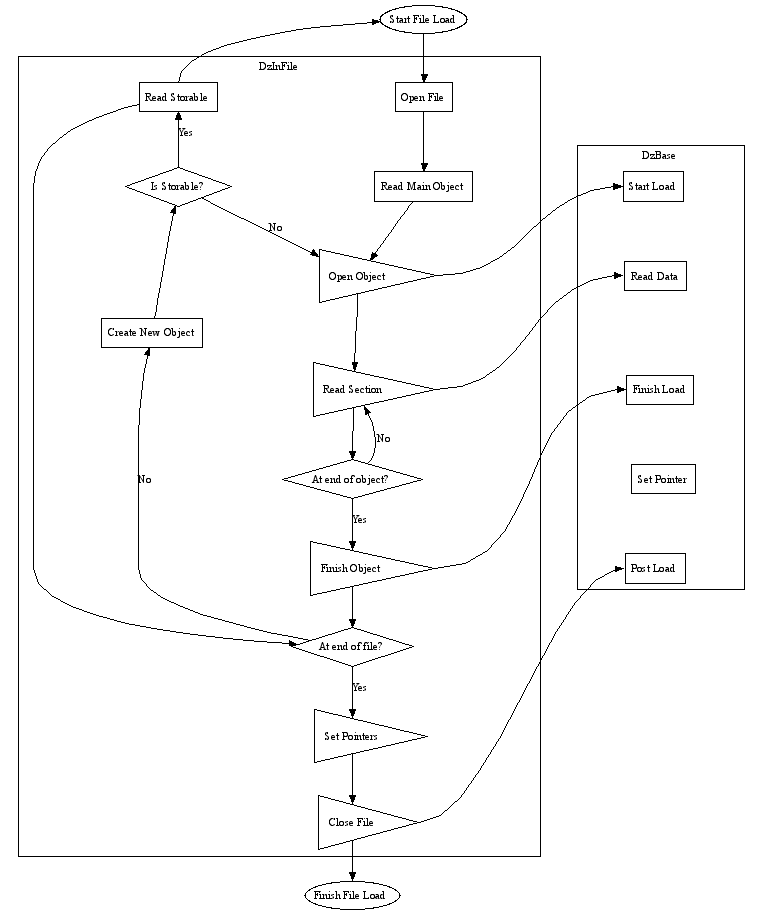 Start File Load
DzInFile
Read Storable
Open File
Yes
DzBase
Is Storable?
Read Main Object
Start Load
No
Open Object
Read Data
Create New Object
Read Section
Finish Load
No
At end of object?
No
Set Pointer
Yes
Finish Object
Post Load
At end of file?
Yes
Set Pointers
Close File
Finish File Load